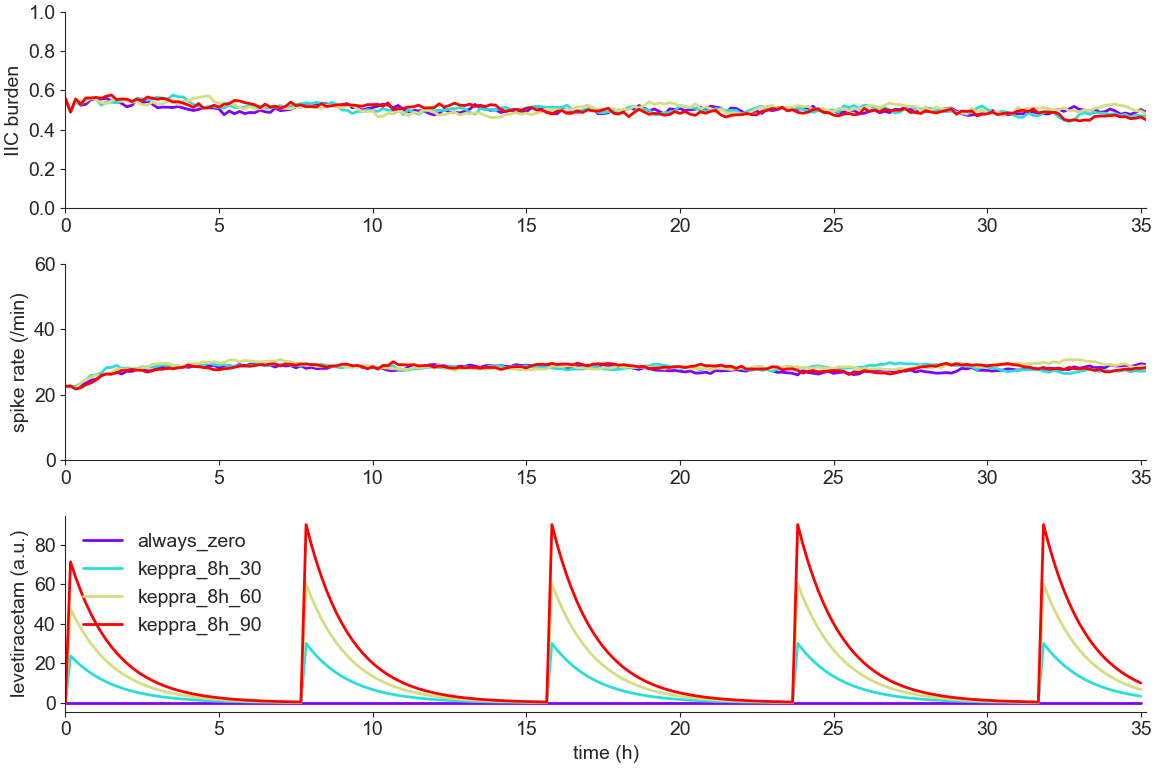 IIC burden
1.0
0.8
0.6
0.4
0.2
0.0
0 5 10 15 20 25 30 35
spike rate (/min)
60
40
20
0
0 5 10 15 20 25 30 35
levetiracetam (a.u.)
80
60
40
20
0
always_zero
keppra_8h_30
keppra_8h_60
keppra_8h_90
0 5 10 15 20 25 30 35
time (h)